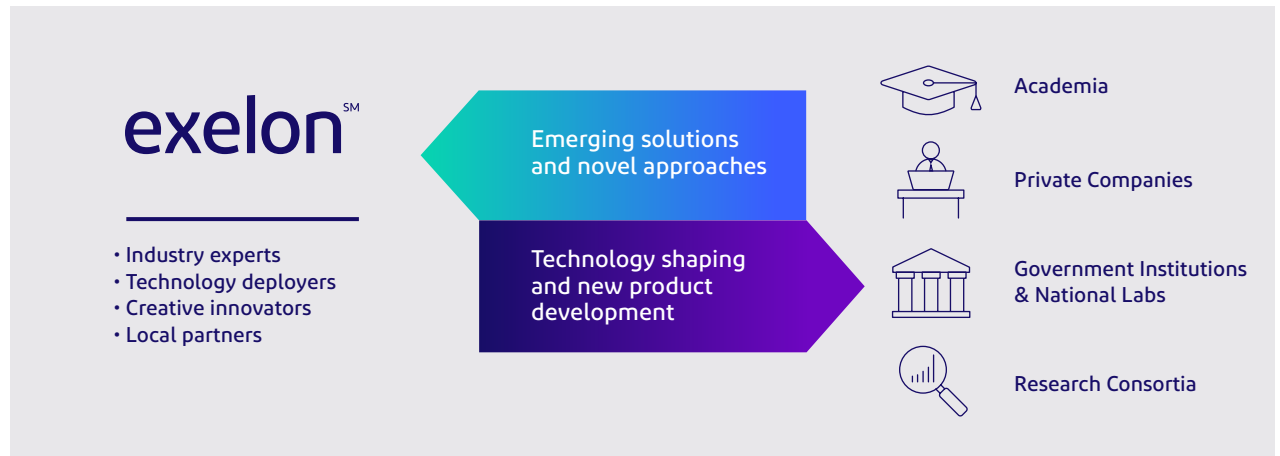 exelon℠
• Industry experts
• Technology deployers
• Creative innovators
• Local partners
Emerging solutions
and novel approaches
Technology shaping
and new product
development
Academia
Private Companies
Government Institutions
& National Labs
Research Consortia